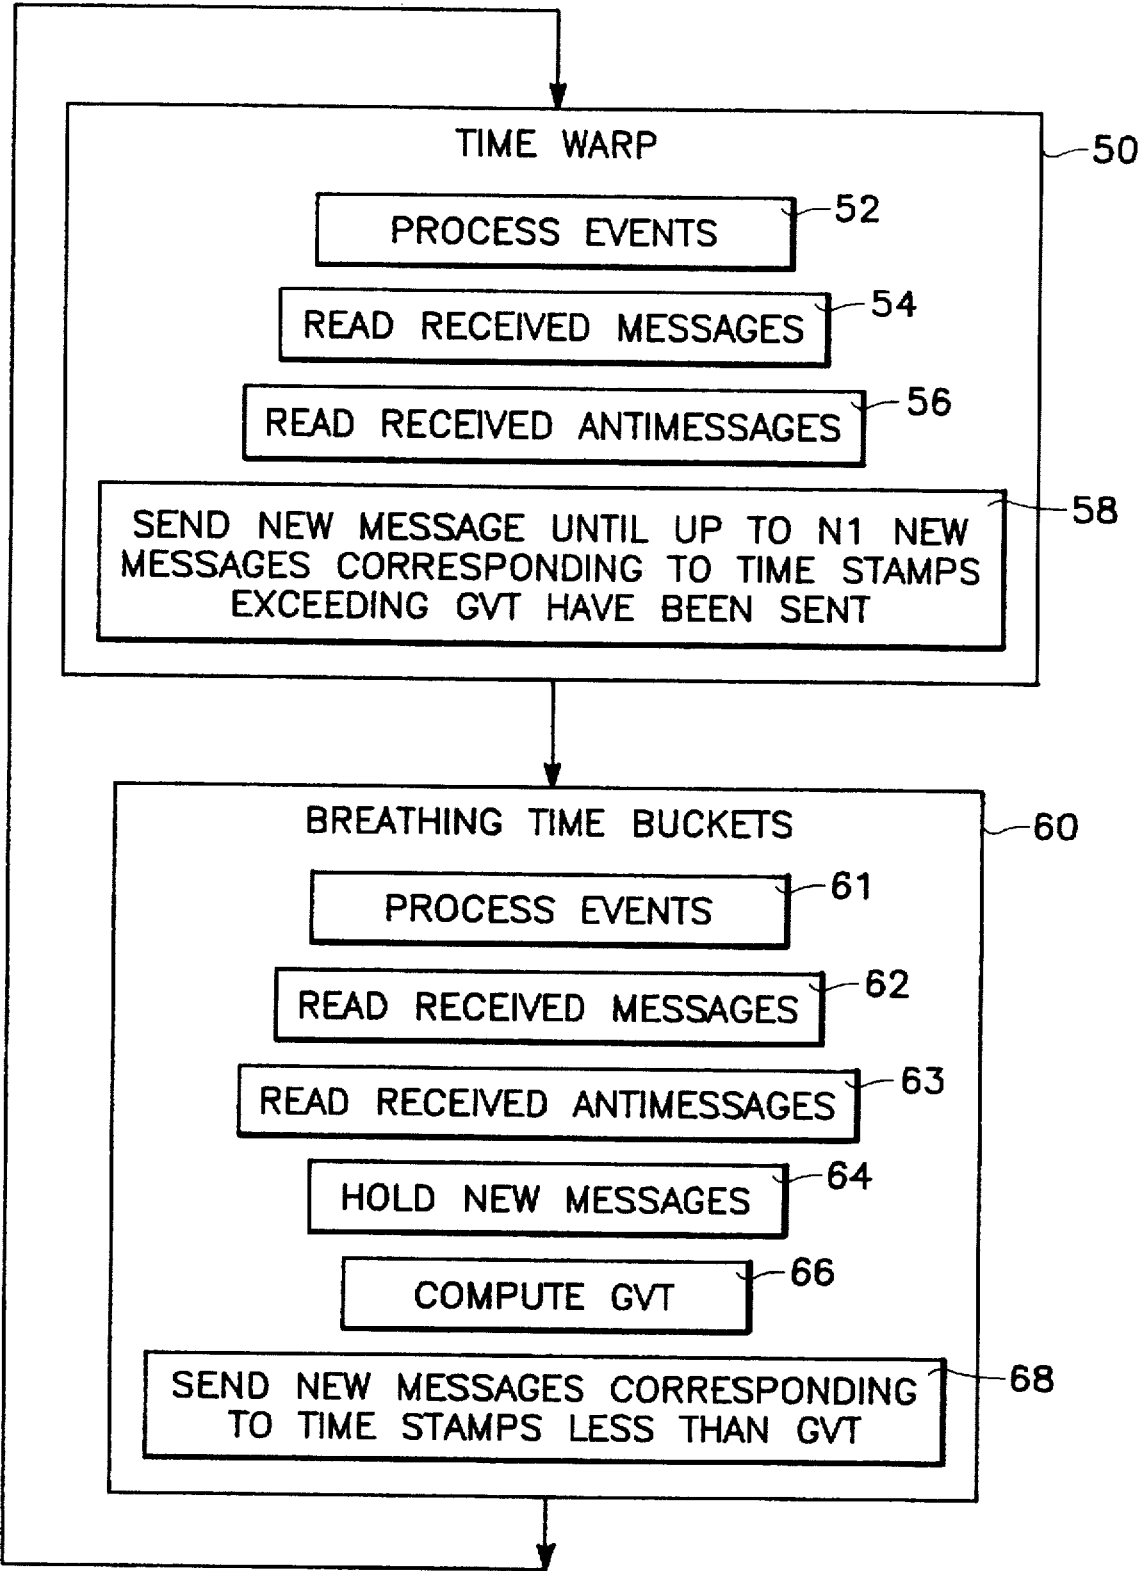 TIME WARP
50
PROCESS EVENTS
52
READ RECEIVED MESSAGES
54
READ RECEIVED ANTIMESSAGES
56
SEND NEW MESSAGE UNTIL UP TO N1 NEW
MESSAGES CORRESPONDING TO TIME STAMPS
EXCEEDING GVT HAVE BEEN SENT
58
BREATHING TIME BUCKETS
60
PROCESS EVENTS
61
READ RECEIVED MESSAGES
62
READ RECEIVED ANTIMESSAGES
63
HOLD NEW MESSAGES
64
COMPUTE GVT
66
SEND NEW MESSAGES CORRESPONDING
TO TIME STAMPS LESS THAN GVT
68